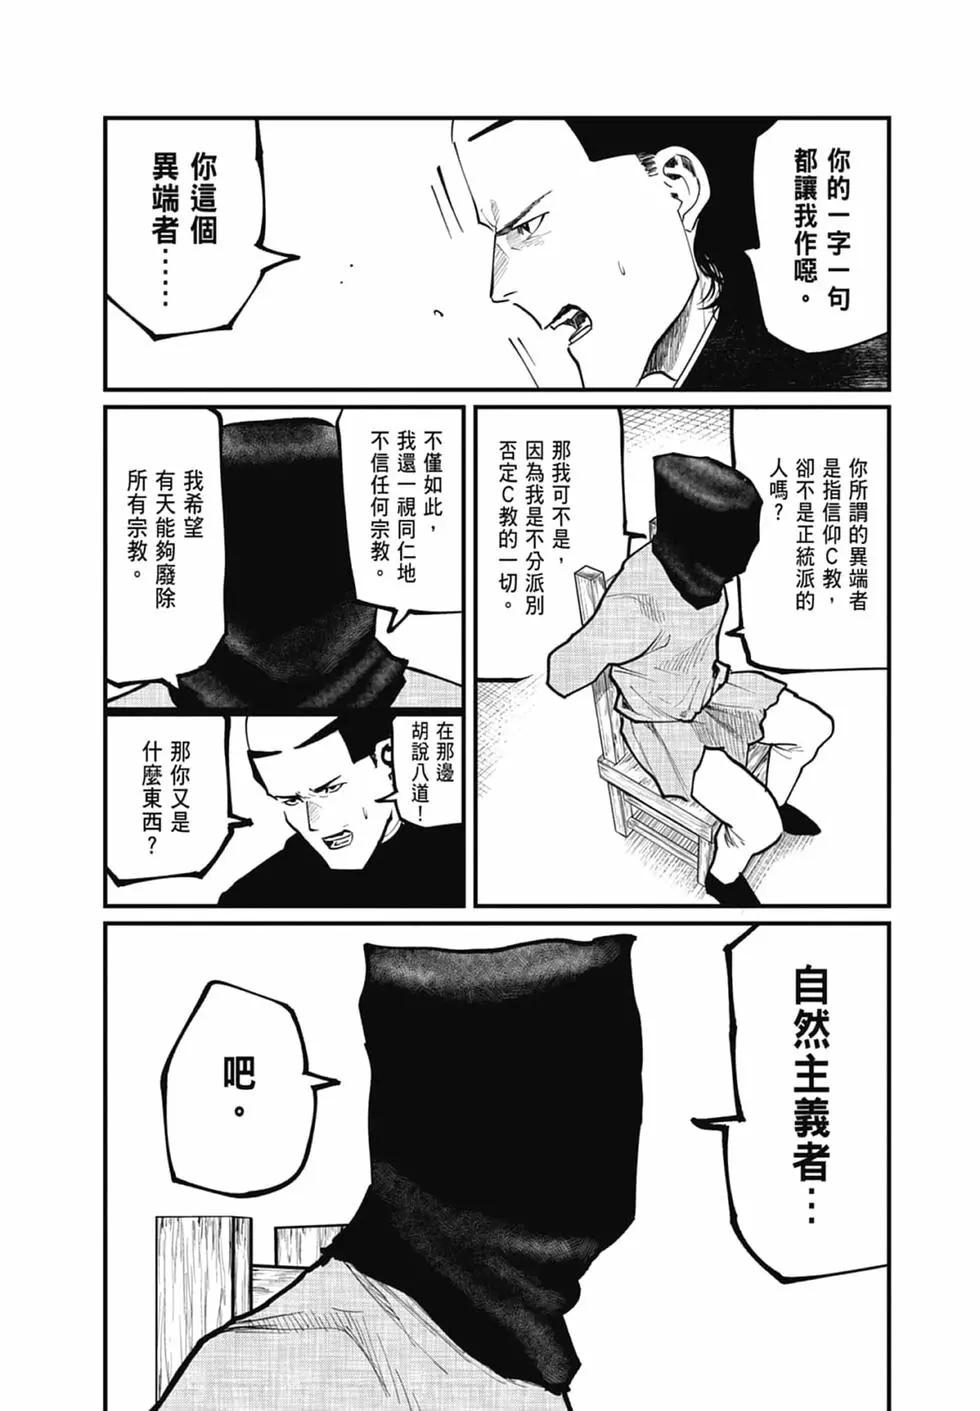 你的一字一句
都讓我作噁。
你這個
異端者……
你所謂的異端者
是指信仰C教，
卻不是正統派的
人嗎？
那我可不是，
因為我是不分派別
否定C教的一切。
不僅如此，
我還一視同仁地
不信任何宗教。
我希望
有天能夠廢除
所有宗教。
在那邊
胡說八道！
那你又是
什麼東西？
自然主義者…
吧。